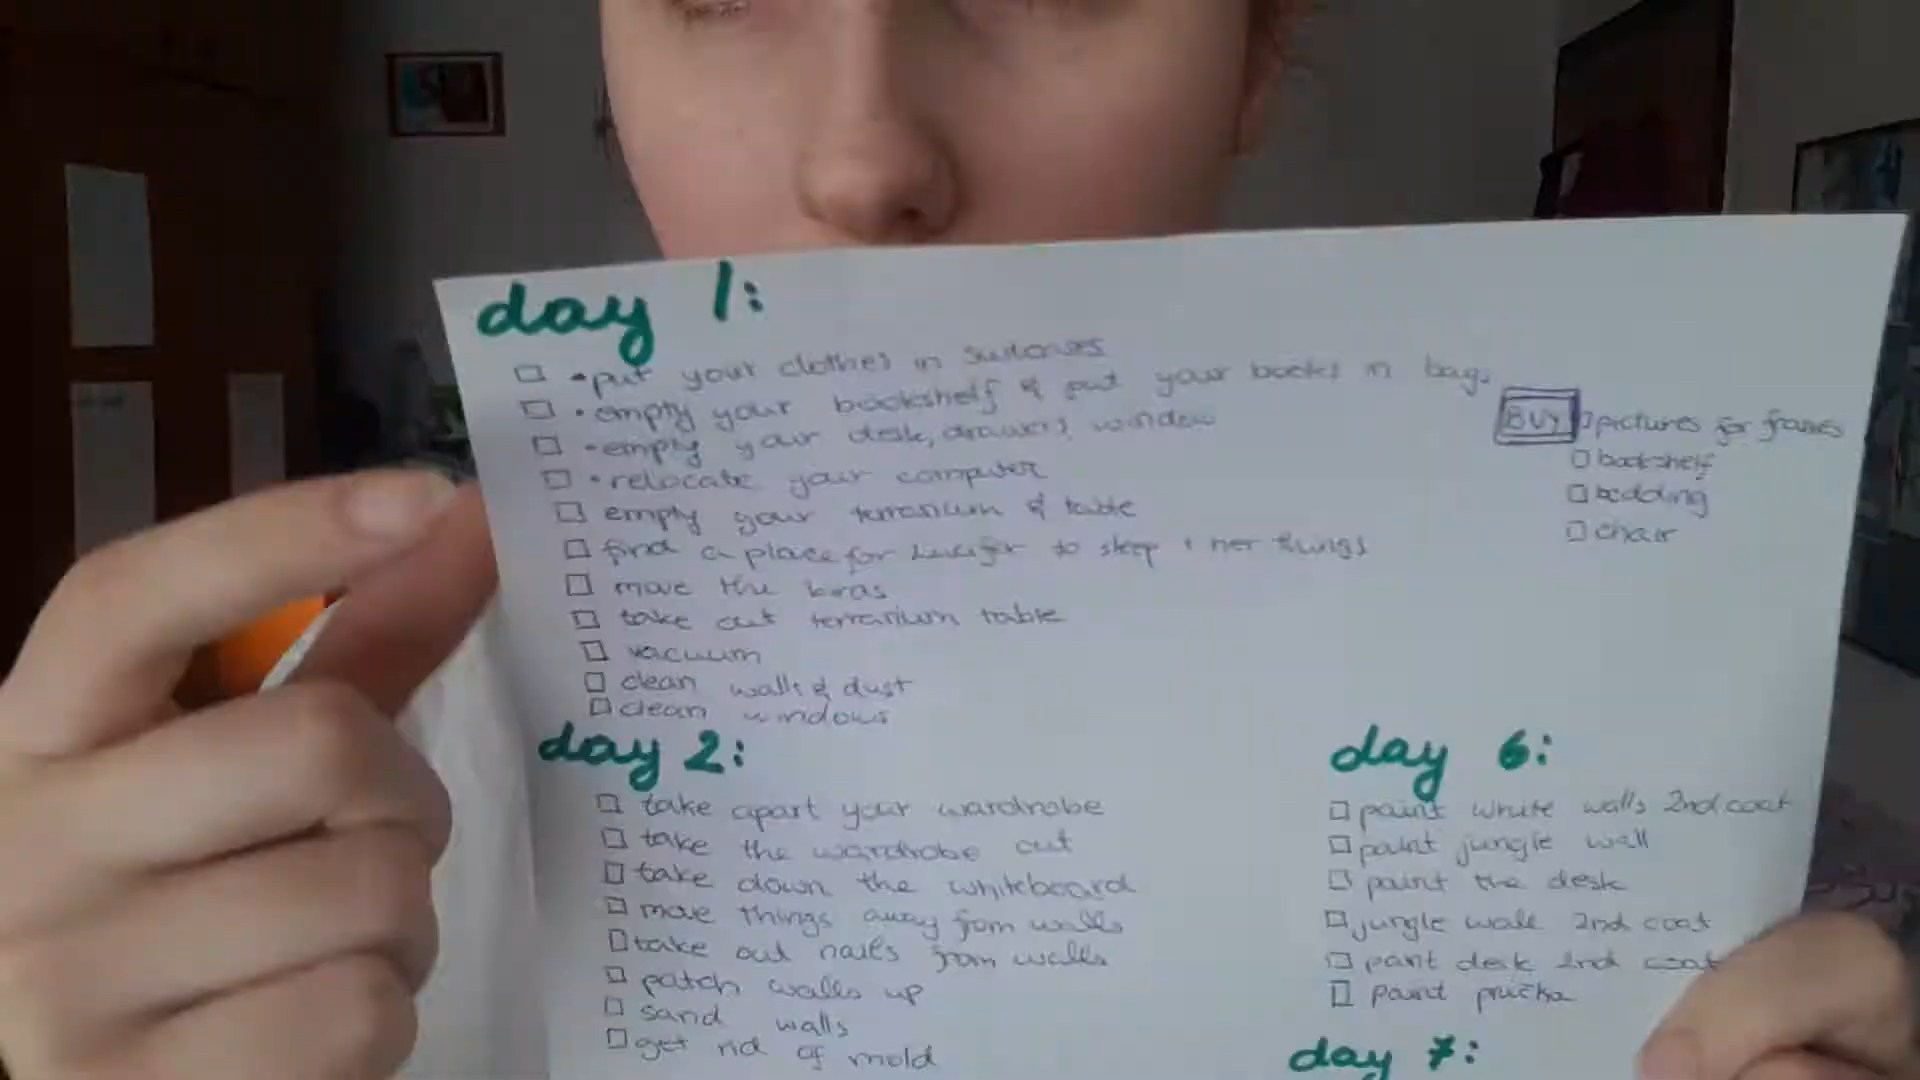 day 1:
• put your clothes in suitcases
• empty your bookshelf & put your books in bags
• empty your desk, drawers, window
• relocate your computer
empty your terrarium & table
find a place for Lucifer to sleep + her things
move the
take out terrarium table
vacuum
clean walls & dust
clean windows
BUY pictures for frames
bookshelf
bedding
chair
day 2:
take apart your wardrobe
take the wardrobe out
take down the whiteboard
move things away from walls
take out nails from walls
patch walls up
sand walls
get rid of mold
day 6:
paint white walls 2nd coat
paint jungle wall
paint the desk
jungle wall 2nd coat
paint desk 2nd coat
paint prička
day 7: